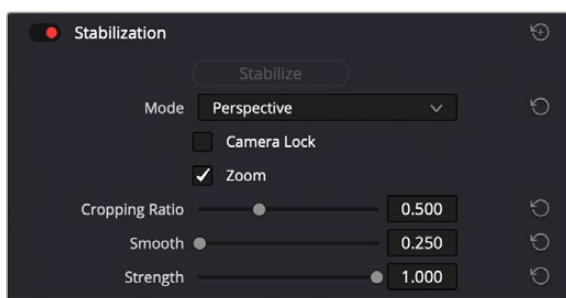 Stabilization
Stabilize
Mode Perspective
Camera Lock
Zoom
Cropping Ratio 0.500
Smooth 0.250
Strength 1.000